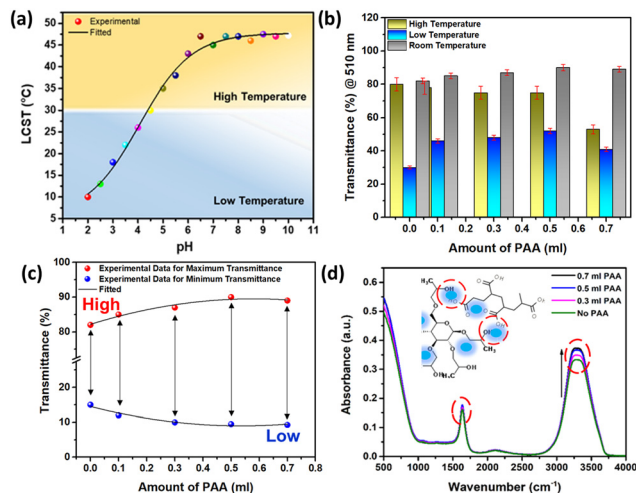 (a)
Experimental
Fitted
LCST (°C)
50
45
40
35
30
25
20
15
10
5
High Temperature
Low Temperature
1 2 3 4 5 6 7 8 9 10 11
pH
(b)
High Temperature
Low Temperature
Room Temperature
Transmittance (%) @ 510 nm
120
100
80
60
40
20
0
0.0 0.1 0.2 0.3 0.4 0.5 0.6 0.7
Amount of PAA (ml)
(c)
Experimental Data for Maximum Transmittance
Experimental Data for Minimum Transmittance
Fitted
High
Low
Transmittance (%)
100
90
80
20
10
0
0.0 0.1 0.2 0.3 0.4 0.5 0.6 0.7 0.8
Amount of PAA (ml)
(d)
0.7 ml PAA
0.5 ml PAA
0.3 ml PAA
No PAA
Absorbance (a.u.)
0.6
0.5
0.4
0.3
0.2
0.1
0.0
500 1000 1500 2000 2500 3000 3500 4000
Wavenumber (cm⁻¹)